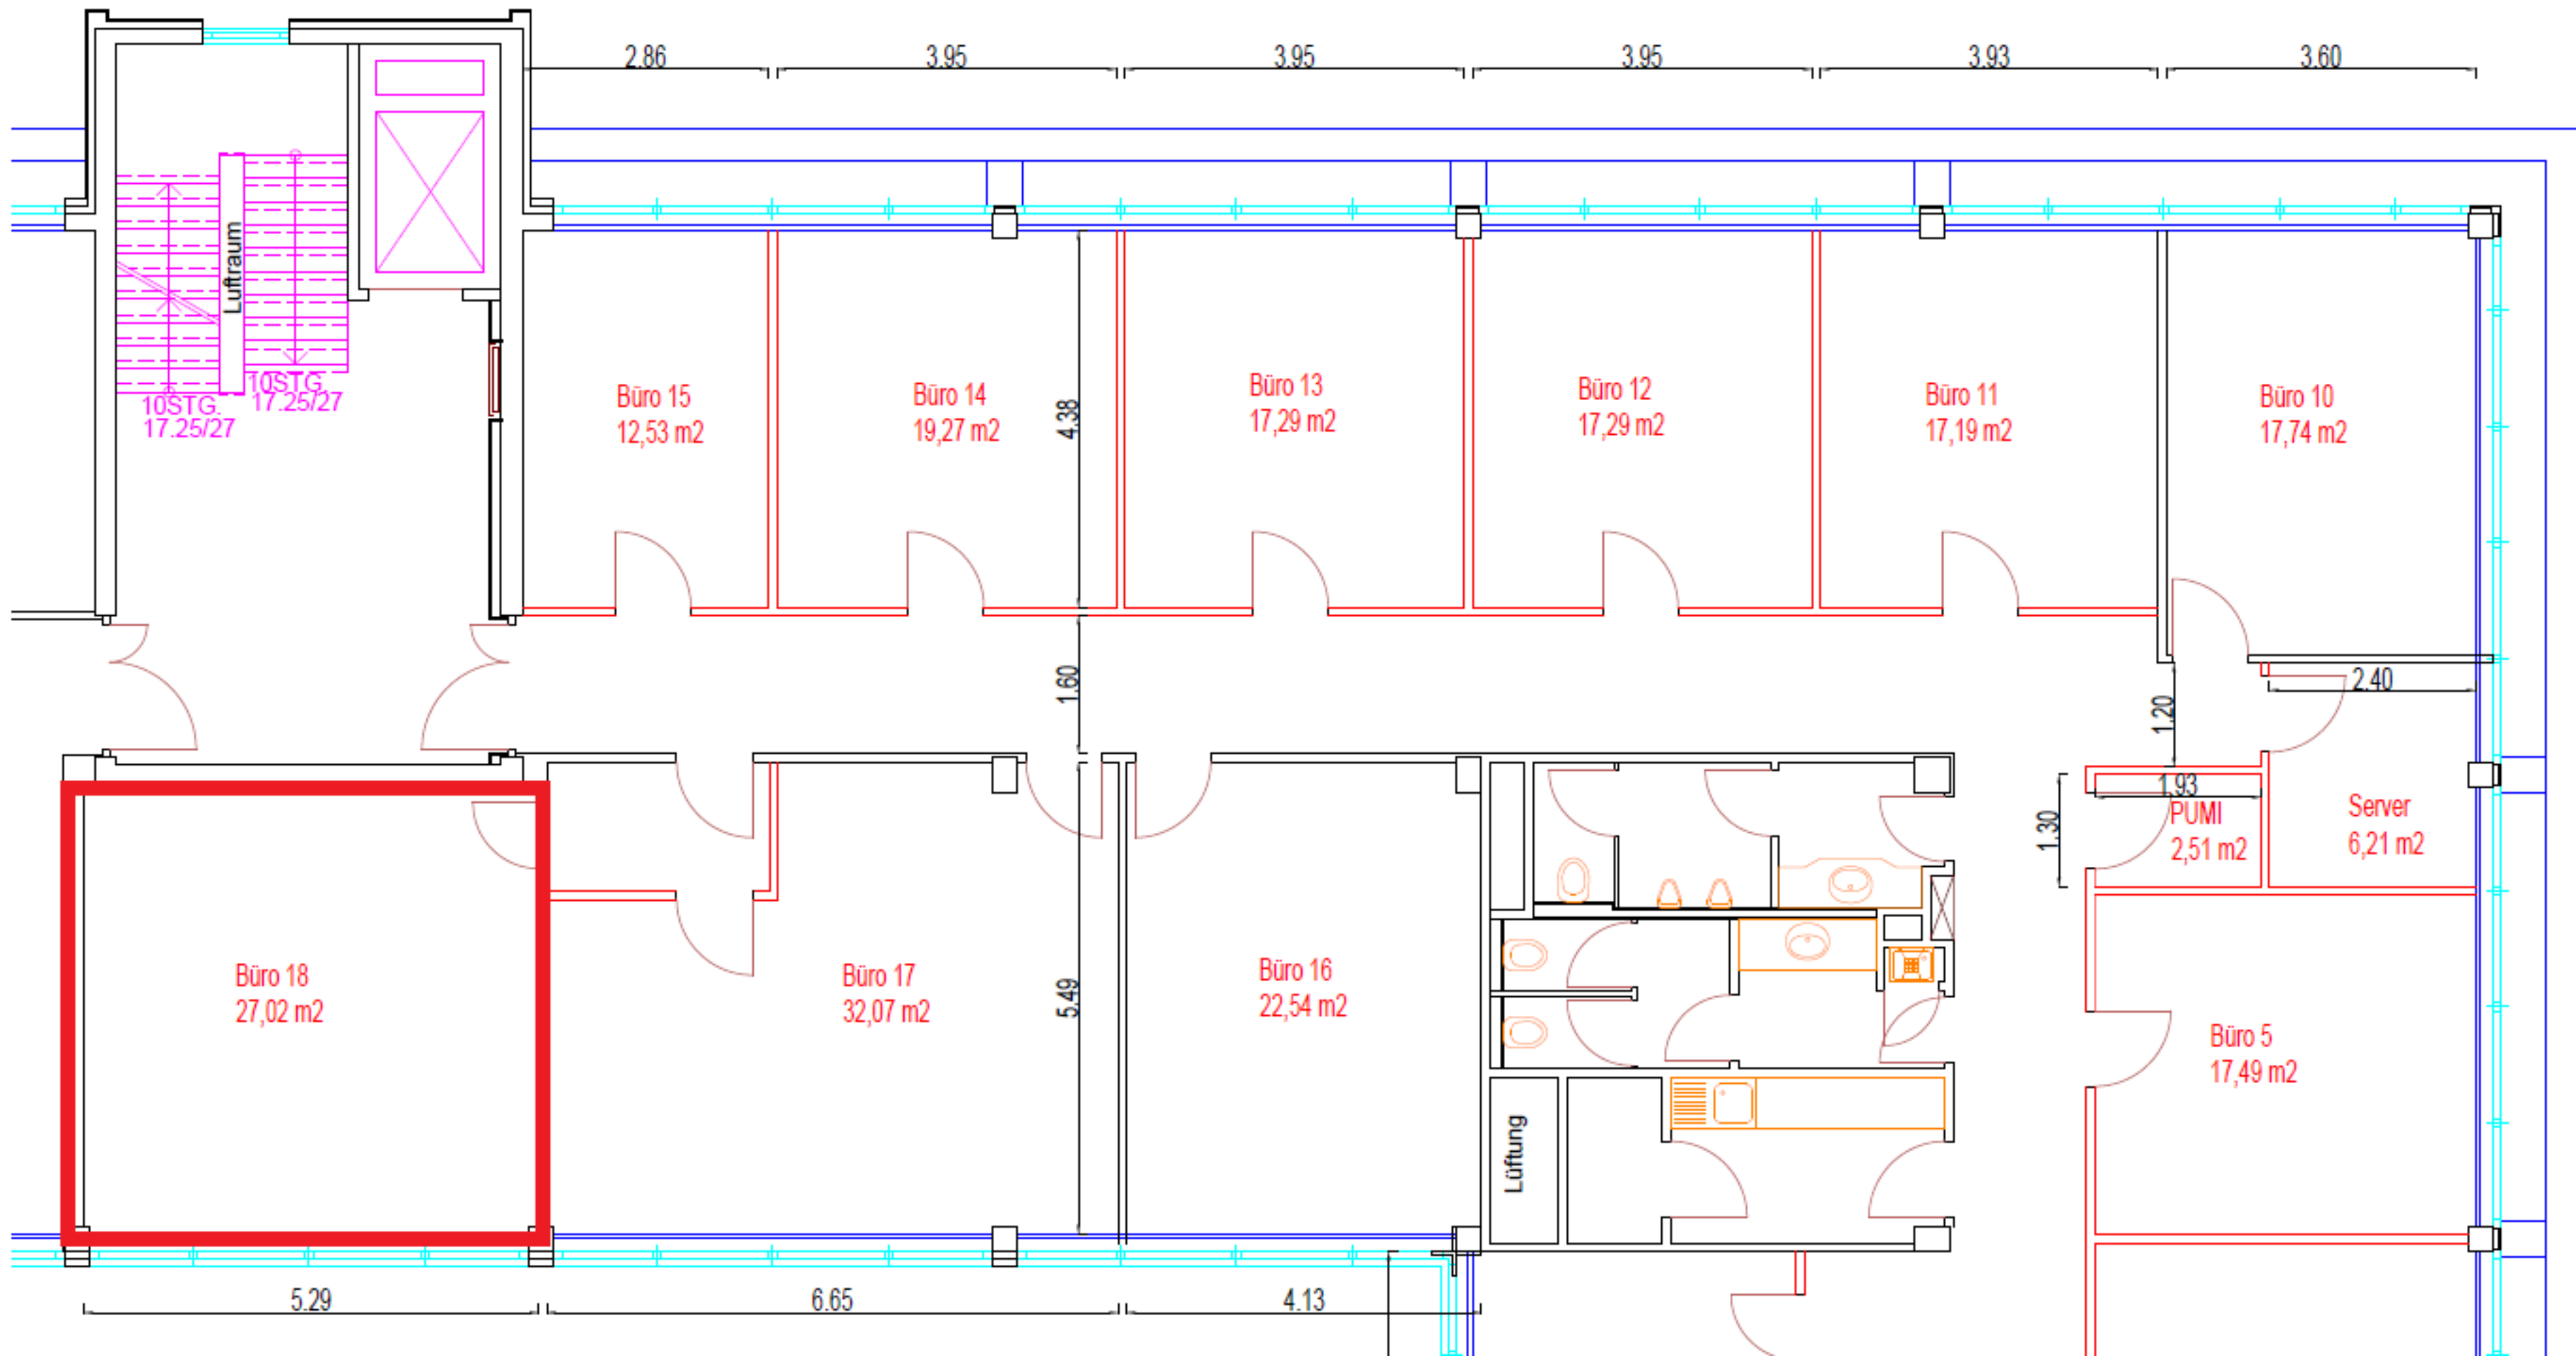 2.86
3.95
3.95
3.95
3.93
3.60
Luftraum
10STG.
17.25/27
10STG.
17.25/27
Büro 15
12,53 m2
Büro 14
19,27 m2
4.38
Büro 13
17,29 m2
Büro 12
17,29 m2
Büro 11
17,19 m2
Büro 10
17,74 m2
1.60
1.20
2.40
1.93
1.30
PUMI
2,51 m2
Server
6,21 m2
Büro 18
27,02 m2
Büro 17
32,07 m2
5.49
Büro 16
22,54 m2
Büro 5
17,49 m2
Lüftung
5.29
6.65
4.13